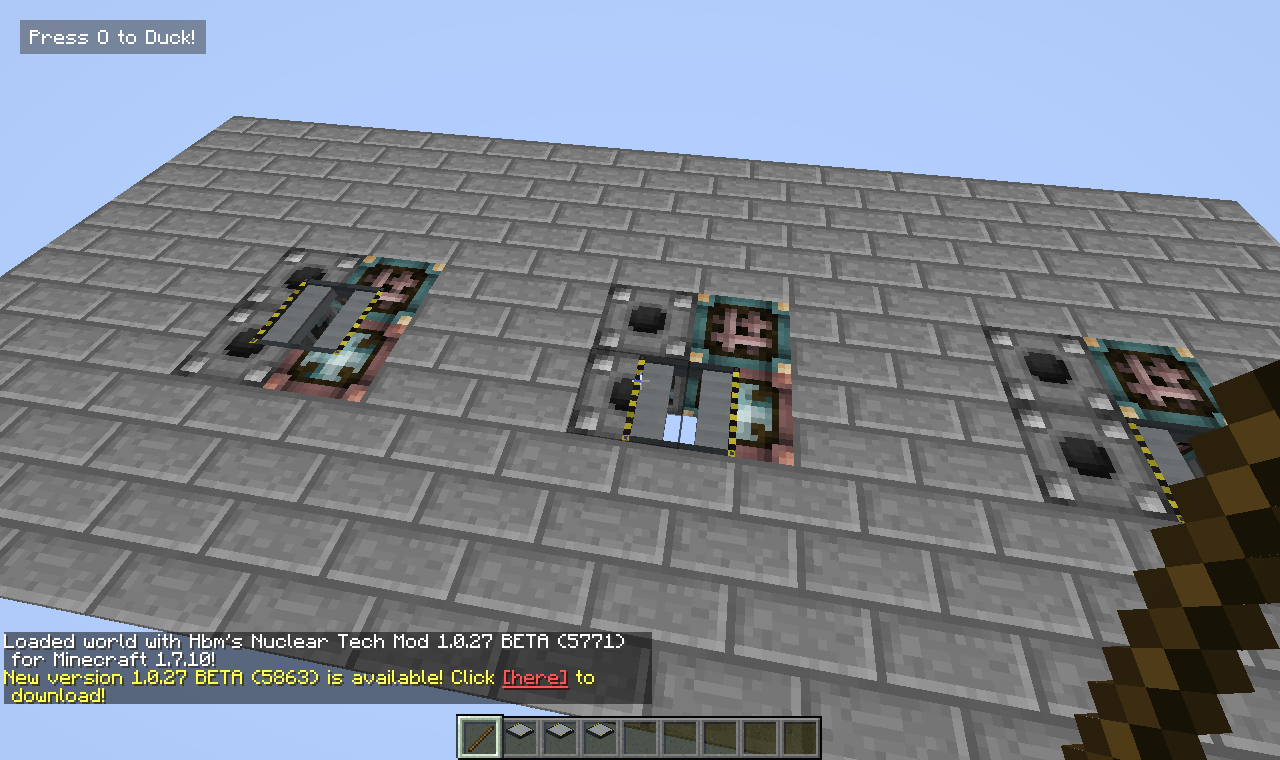 Press O to Duck!
Loaded world with Hbm's Nuclear Tech Mod 1.0.27 BETA (5771)
for Minecraft 1.7.10!
New version 1.0.27 BETA (5863) is available! Click [here] to
download!